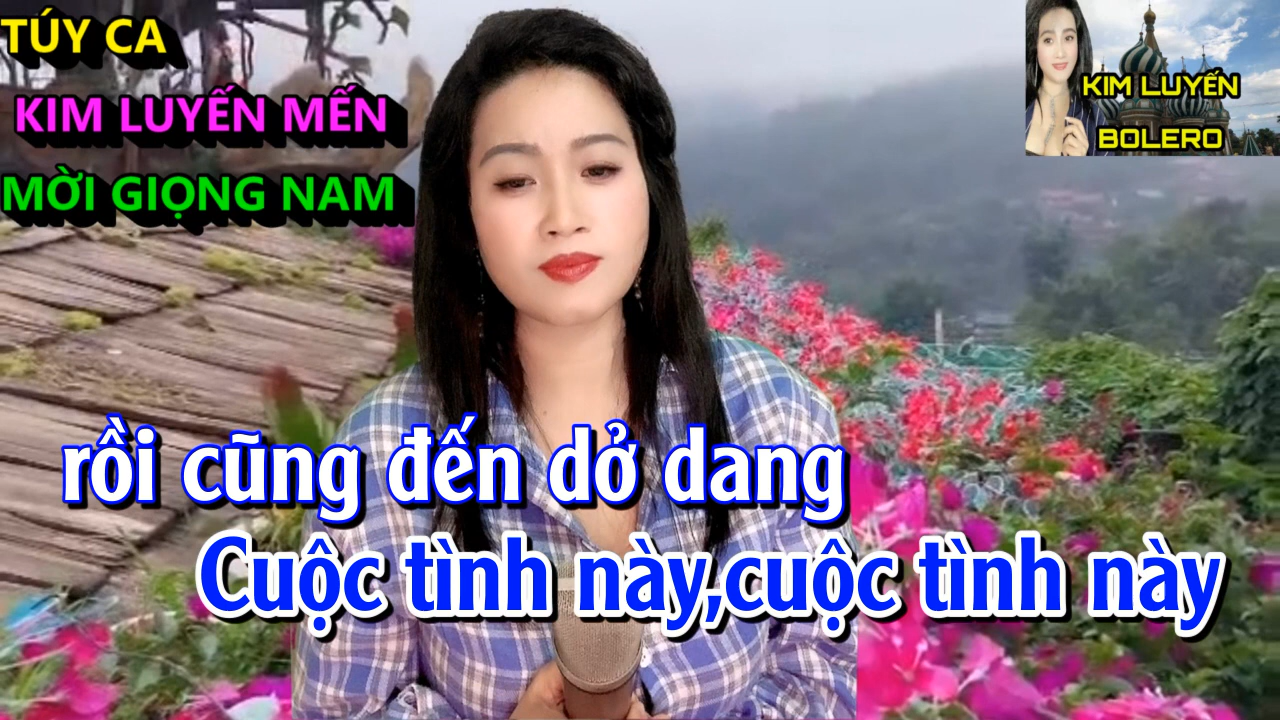 TÚY CA
KIM LUYẾN MẾN
MỜI GIỌNG NAM
KIM LUYẾN
BOLERO
rồi cũng đến dở dang
Cuộc tình này,cuộc tình này